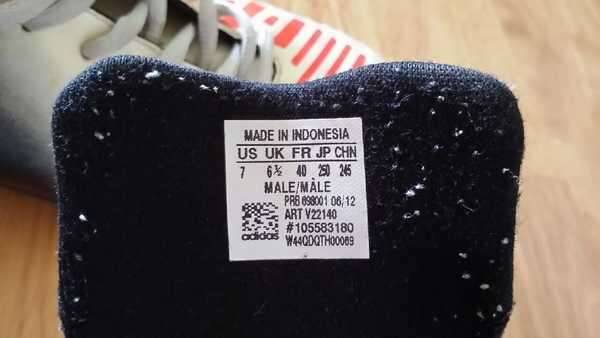 MADE IN INDONESIA
US UK FR JP CHN
7 6½ 40 250 245
MALE/MÀLE
PRB 698001 06/12
ART V22140
#105583180
adidas W44QDQTH00069